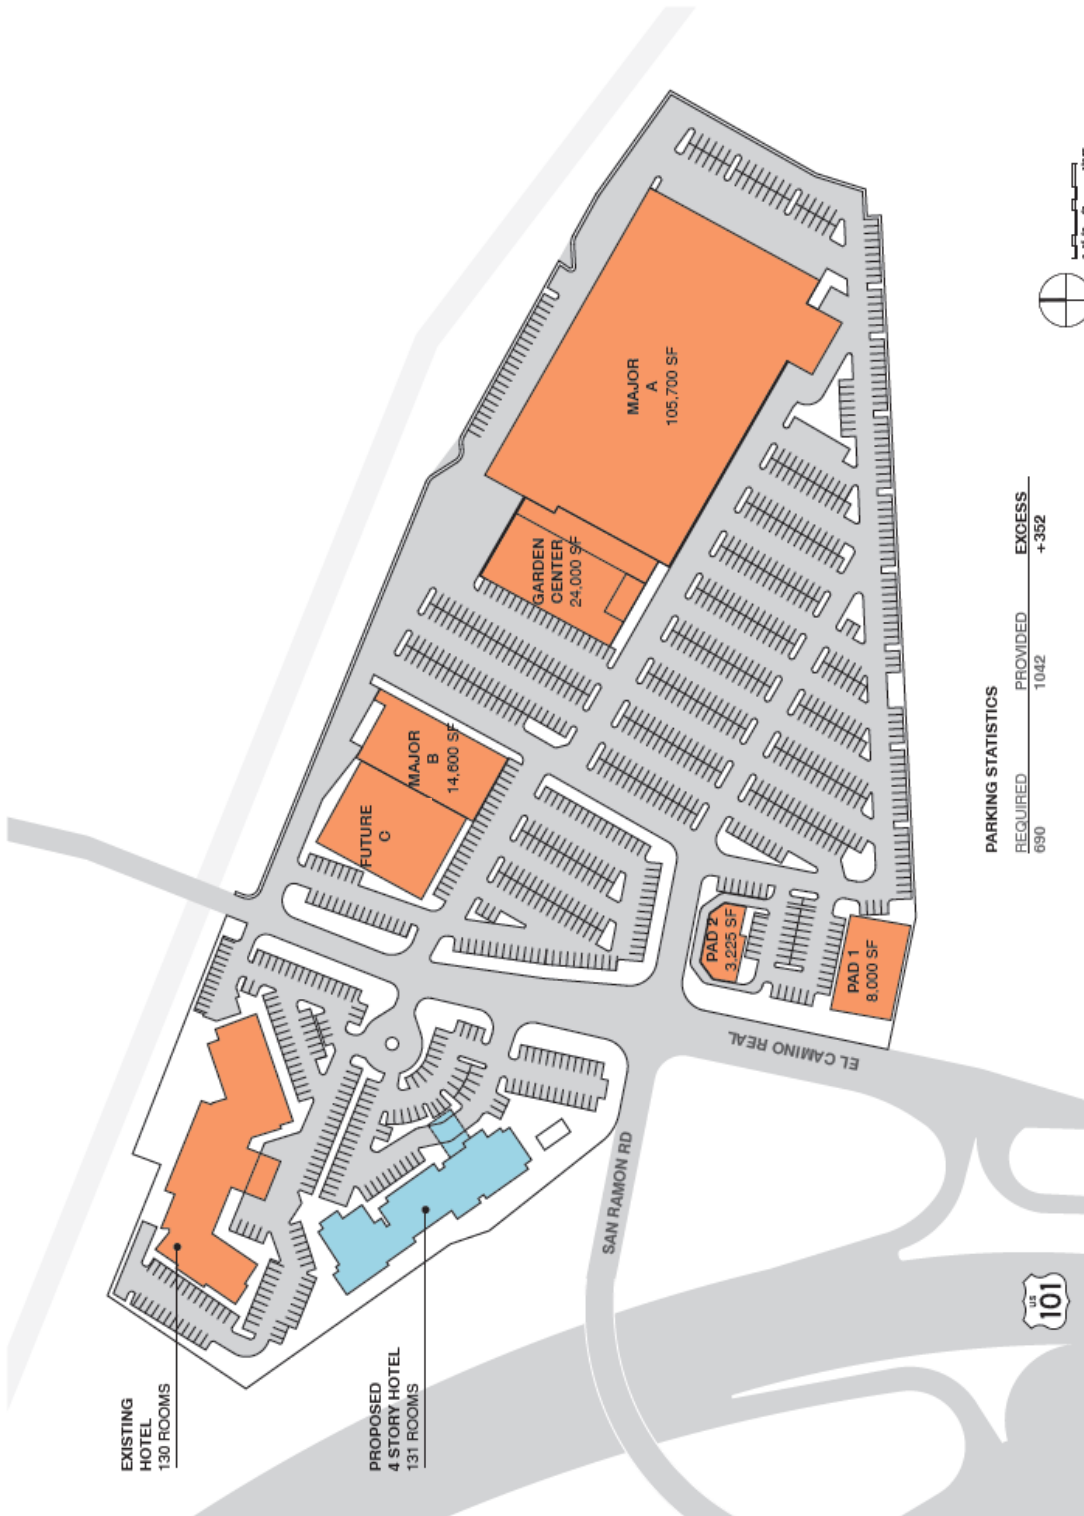 EXISTING
HOTEL
130 ROOMS
PROPOSED
4 STORY HOTEL
131 ROOMS
FUTURE
C
MAJOR
B
14,600 SF
GARDEN
CENTER
24,000 SF
MAJOR
A
105,700 SF
PAD 2
3,225 SF
PAD 1
8,000 SF
SAN RAMON RD
EL CAMINO REAL
US
101
PARKING STATISTICS
REQUIRED PROVIDED EXCESS
690 1042 +352